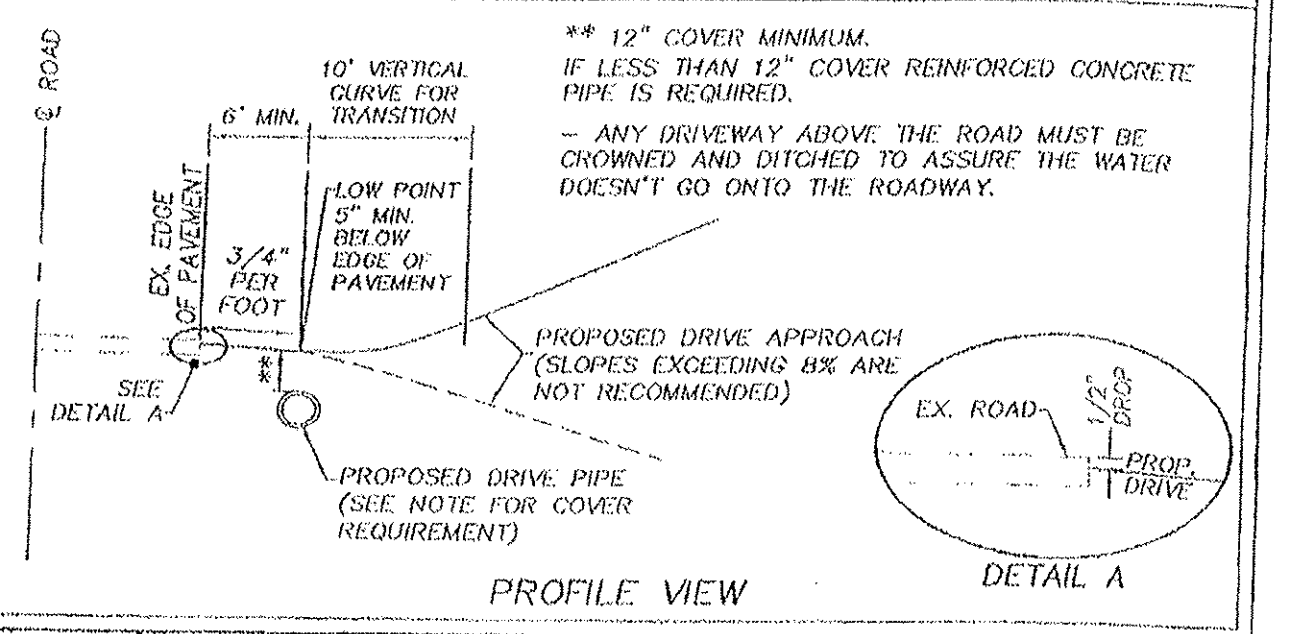 ℄ ROAD
6' MIN.
10' VERTICAL
CURVE FOR
TRANSITION
** 12" COVER MINIMUM.
IF LESS THAN 12" COVER REINFORCED CONCRETE
PIPE IS REQUIRED.
- ANY DRIVEWAY ABOVE THE ROAD MUST BE
CROWNED AND DITCHED TO ASSURE THE WATER
DOESN'T GO ONTO THE ROADWAY.
EX. EDGE
OF PAVEMENT
3/4"
PER
FOOT
LOW POINT
5" MIN.
BELOW
EDGE OF
PAVEMENT
**
SEE
DETAIL A
PROPOSED DRIVE APPROACH
(SLOPES EXCEEDING 8% ARE
NOT RECOMMENDED)
PROPOSED DRIVE PIPE
(SEE NOTE FOR COVER
REQUIREMENT)
EX. ROAD
1/2"
DROP
PROP.
DRIVE
DETAIL A
PROFILE VIEW